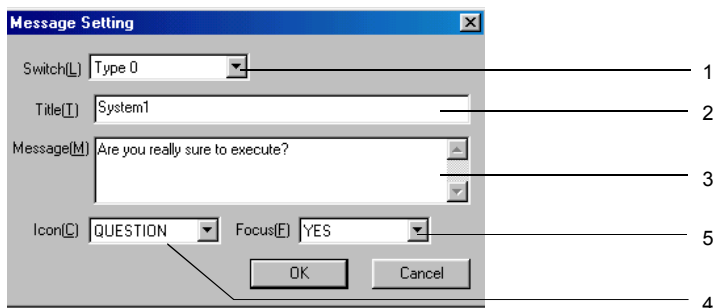 Message Setting
Switch(L) Type 0
1
Title(T) System1
2
Message(M) Are you really sure to execute?
3
Icon(C) QUESTION Focus(F) YES
5
OK Cancel
4